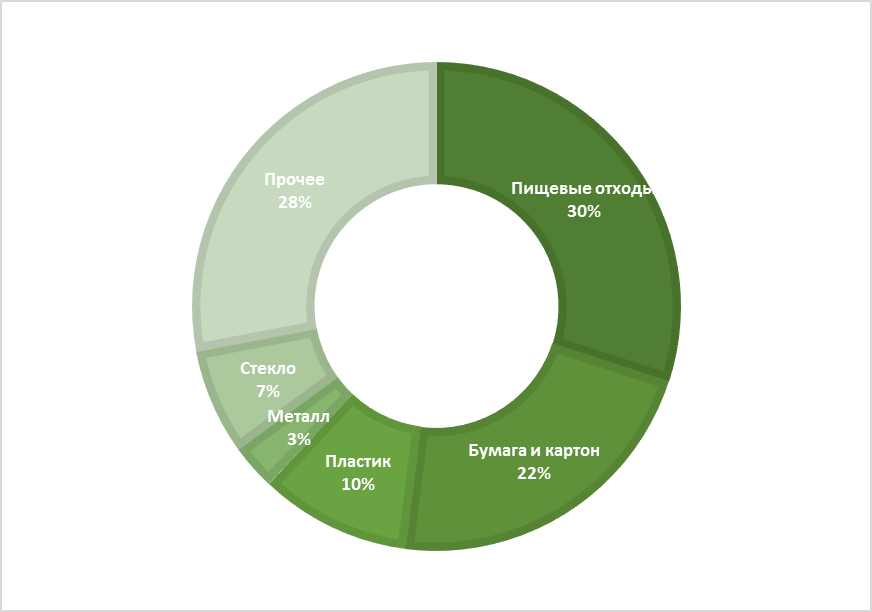 Пищевые отходы
30%
Бумага и картон
22%
Пластик
10%
Металл
3%
Стекло
7%
Прочее
28%